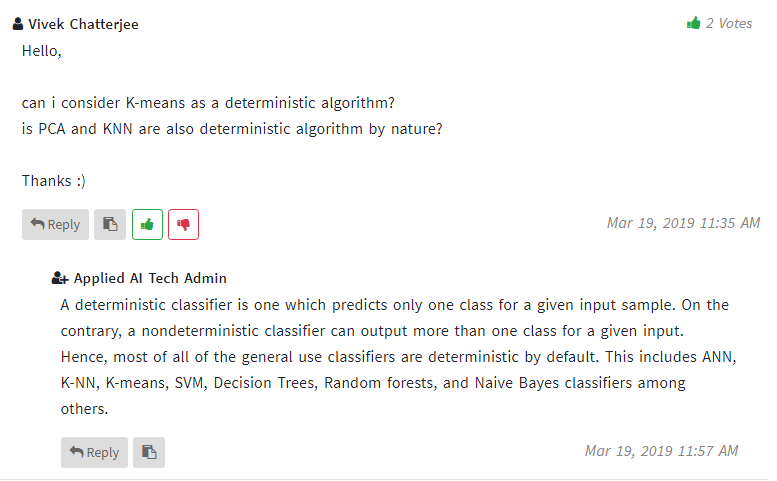 Vivek Chatterjee
2 Votes
Hello,
can i consider K-means as a deterministic algorithm?
is PCA and KNN are also deterministic algorithm by nature?
Thanks :)
Reply
Mar 19, 2019 11:35 AM
Applied AI Tech Admin
A deterministic classifier is one which predicts only one class for a given input sample. On the
contrary, a nondeterministic classifier can output more than one class for a given input.
Hence, most of all of the general use classifiers are deterministic by default. This includes ANN,
K-NN, K-means, SVM, Decision Trees, Random forests, and Naive Bayes classifiers among
others.
Reply
Mar 19, 2019 11:57 AM